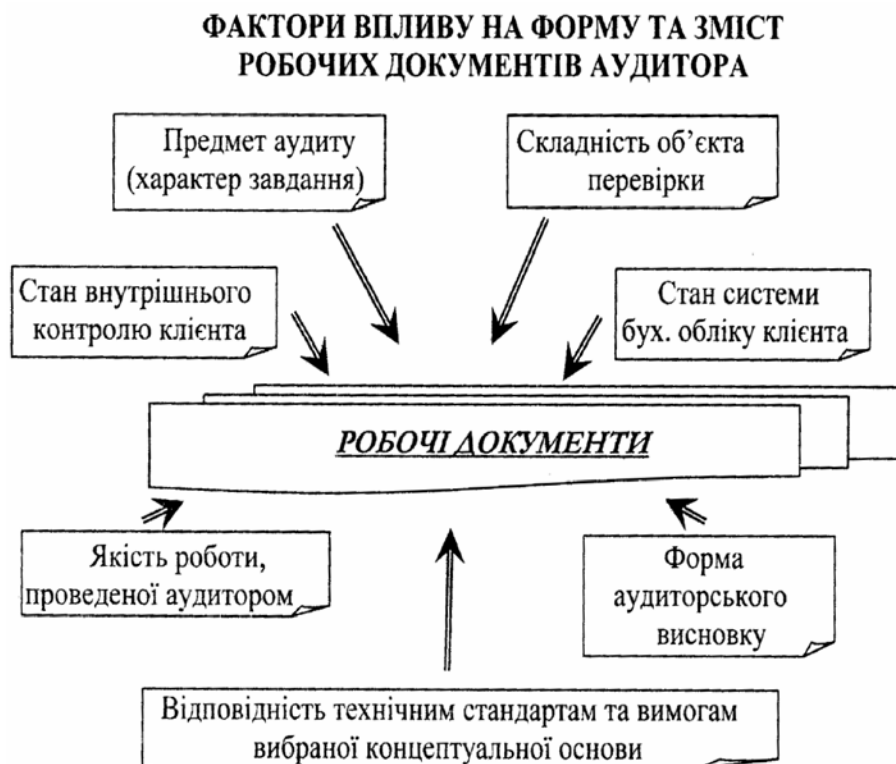 ФАКТОРИ ВПЛИВУ НА ФОРМУ ТА ЗМІСТ
РОБОЧИХ ДОКУМЕНТІВ АУДИТОРА
Предмет аудиту
(характер завдання)
Складність об’єкта
перевірки
Стан внутрішнього
контролю клієнта
Стан системи
бух. обліку клієнта
РОБОЧІ ДОКУМЕНТИ
Якість роботи,
проведеної аудитором
Форма
аудиторського
висновку
Відповідність технічним стандартам та вимогам
вибраної концептуальної основи